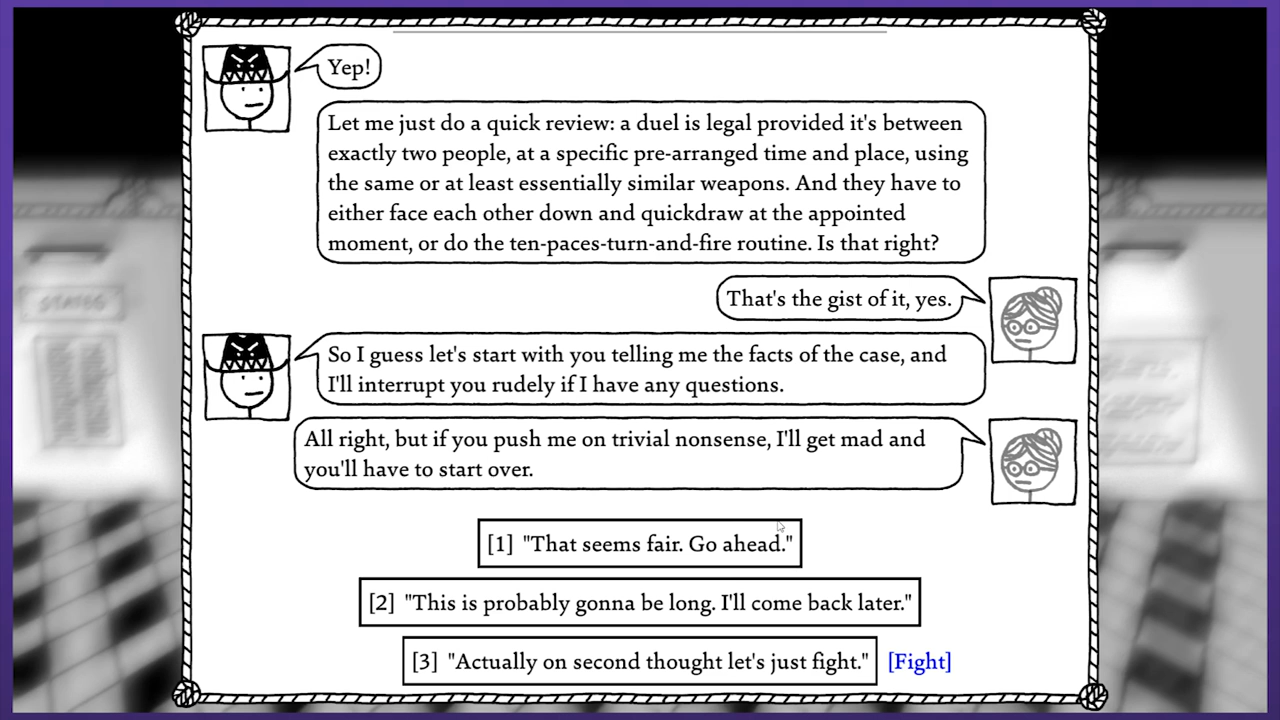 Yep!
Let me just do a quick review: a duel is legal provided it's between
exactly two people, at a specific pre-arranged time and place, using
the same or at least essentially similar weapons. And they have to
either face each other down and quickdraw at the appointed
moment, or do the ten-paces-turn-and-fire routine. Is that right?
That's the gist of it, yes.
STATES
So I guess let's start with you telling me the facts of the case, and
I'll interrupt you rudely if I have any questions.
All right, but if you push me on trivial nonsense, I'll get mad and
you'll have to start over.
[1] "That seems fair. Go ahead."
[2] "This is probably gonna be long. I'll come back later."
[3] "Actually on second thought let's just fight." [Fight]